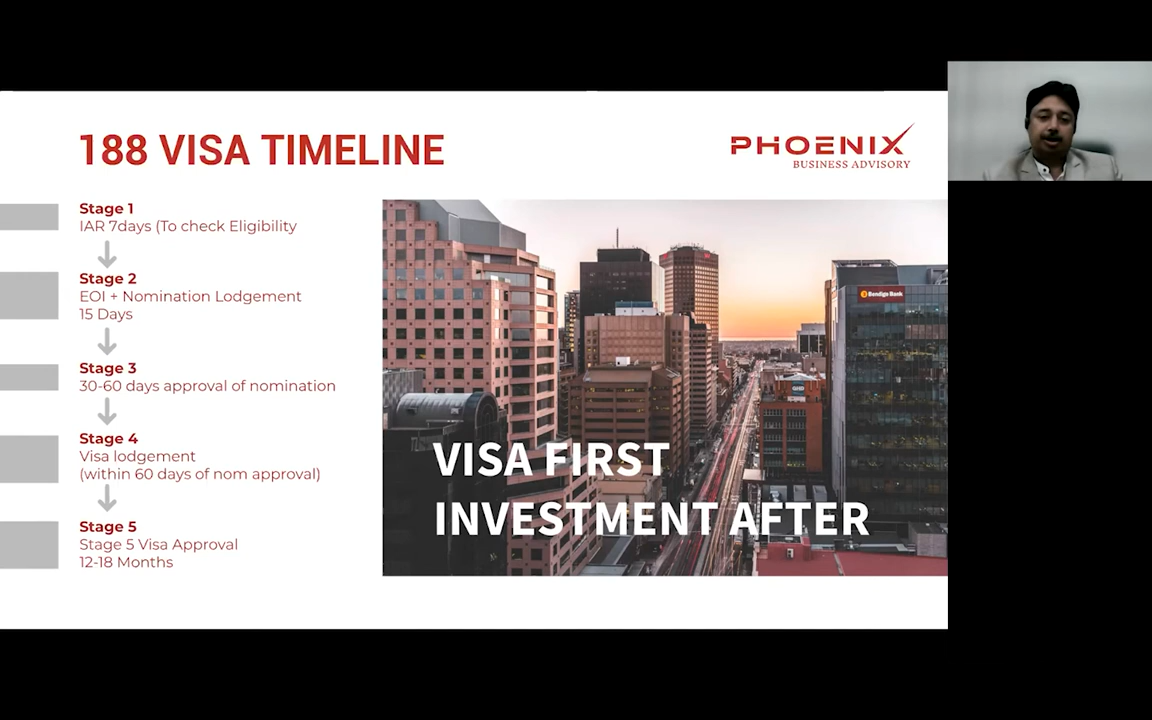 188 VISA TIMELINE
PHOENIX
BUSINESS ADVISORY
Stage 1
IAR 7days (To check Eligibility
Stage 2
EOI + Nomination Lodgement
15 Days
Stage 3
30-60 days approval of nomination
Stage 4
Visa lodgement
(within 60 days of nom approval)
Stage 5
Stage 5 Visa Approval
12-18 Months
Bendigo Bank
GHD
VISA FIRST
INVESTMENT AFTER